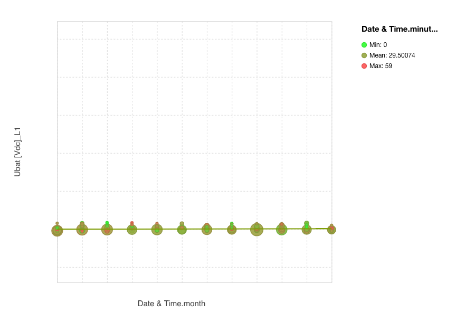 Date & Time.minut...
Min: 0
Mean: 29.50074
Max: 59
Ubat [Vdc]_L1
Date & Time.month